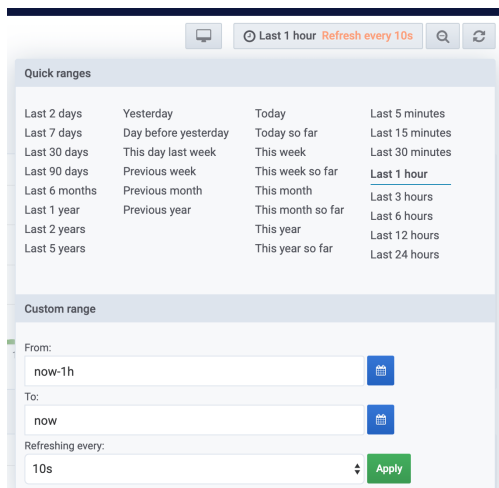 Last 1 hour Refresh every 10s
Quick ranges
Last 2 days
Last 7 days
Last 30 days
Last 90 days
Last 6 months
Last 1 year
Last 2 years
Last 5 years
Yesterday
Day before yesterday
This day last week
Previous week
Previous month
Previous year
Today
Today so far
This week
This week so far
This month
This month so far
This year
This year so far
Last 5 minutes
Last 15 minutes
Last 30 minutes
Last 1 hour
Last 3 hours
Last 6 hours
Last 12 hours
Last 24 hours
Custom range
From:
now-1h
To:
now
Refreshing every:
10s
Apply